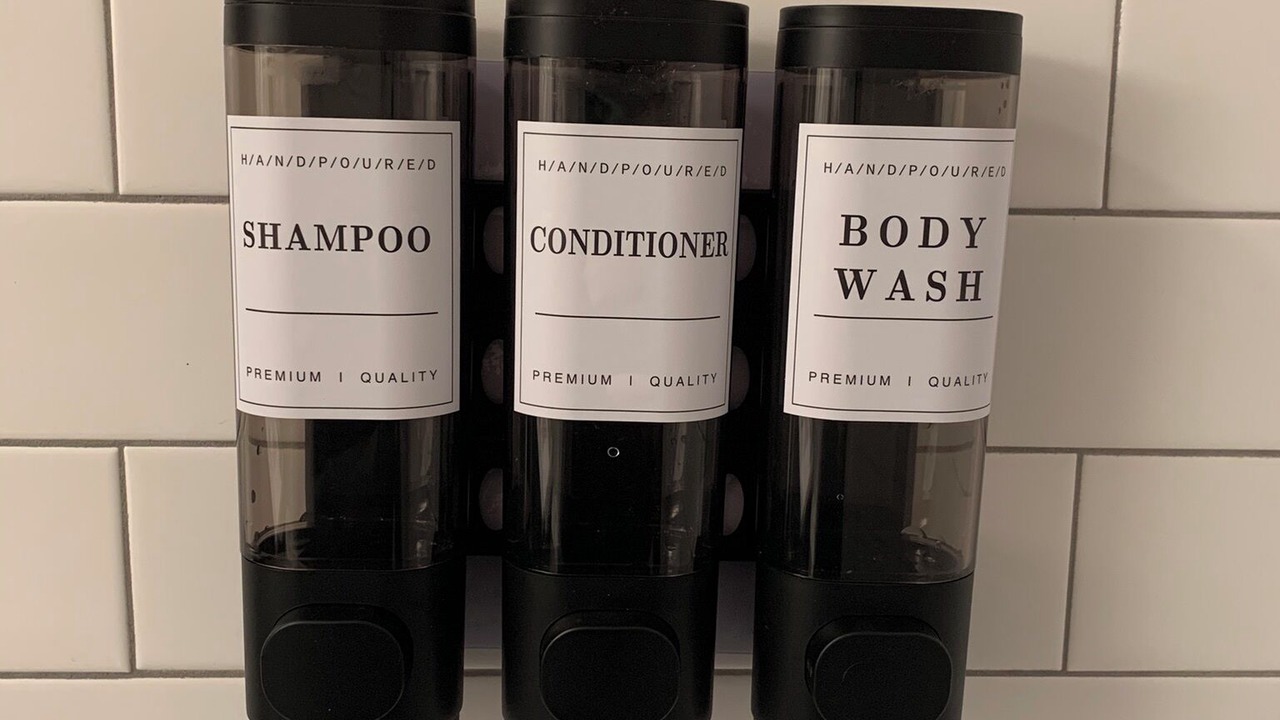 H/A/N/D/P/O/U/R/E/D
SHAMPOO
PREMIUM | QUALITY
H/A/N/D/P/O/U/R/E/D
CONDITIONER
PREMIUM | QUALITY
H/A/N/D/P/O/U/R/E/D
BODY
WASH
PREMIUM | QUALITY